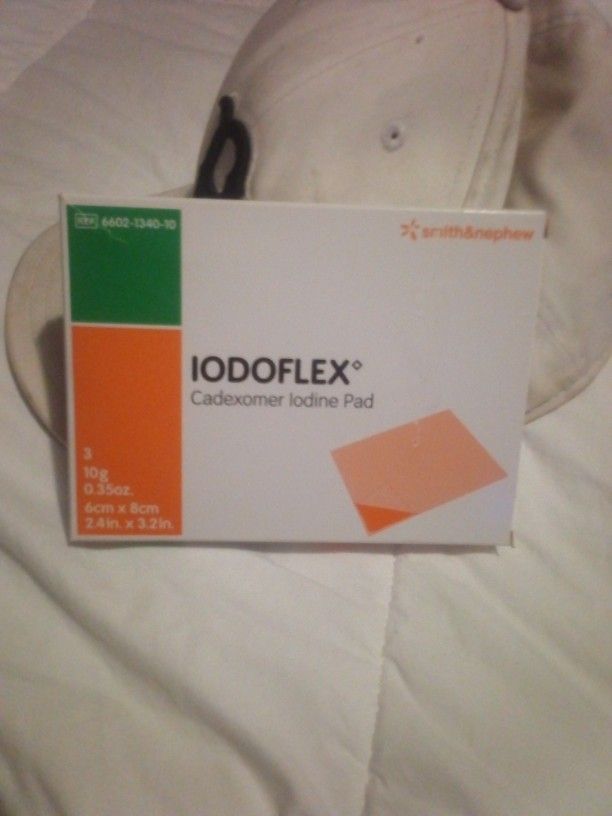 REF 6602-1340-10
smith&nephew
IODOFLEX◊
Cadexomer Iodine Pad
3
10g
0.35oz.
6cm x 8cm
2.4in. x 3.2in.